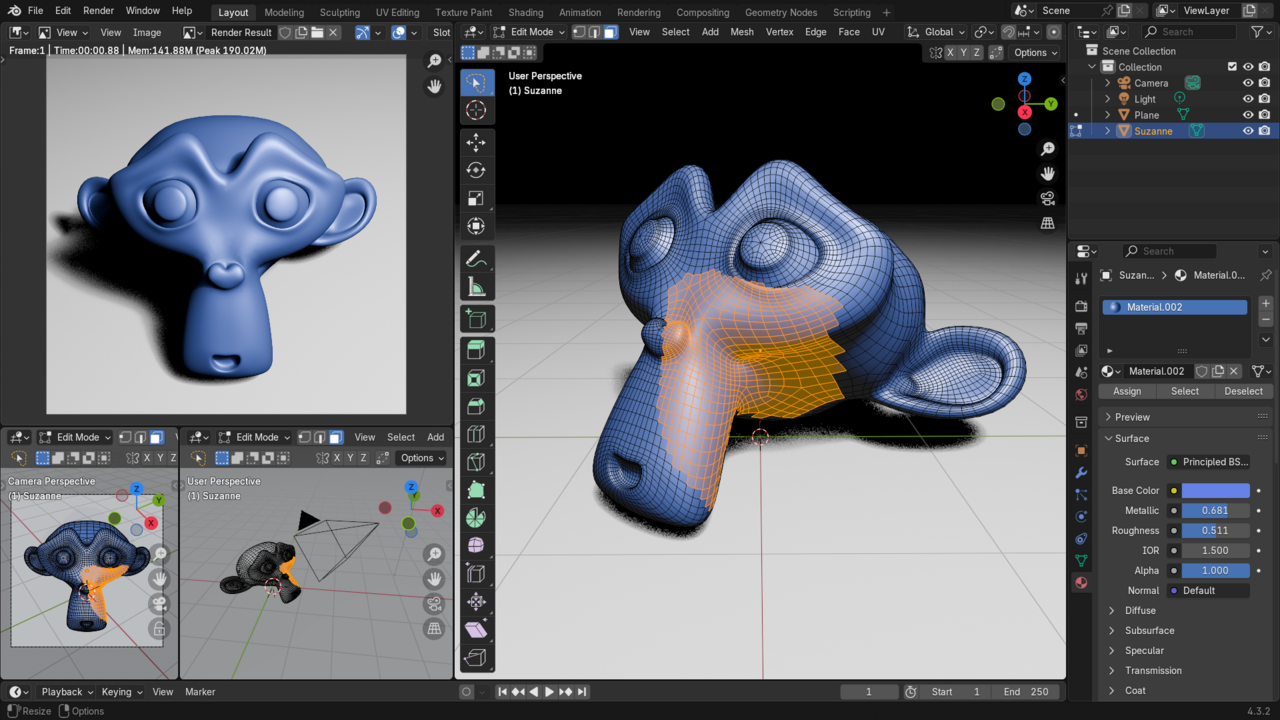 File Edit Render Window Help Layout Modeling Sculpting UV Editing Texture Paint Shading Animation Rendering Compositing Geometry Nodes Scripting + Scene ViewLayer
View View Image Render Result Slot
Frame:1 | Time:00:00.88 | Mem:141.88M (Peak 190.02M)
Edit Mode View Select Add Mesh Vertex Edge Face UV Global
X Y Z Options
User Perspective
(1) Suzanne
Z
Y
X
Search
Scene Collection
Collection
Camera
Light
Plane
Suzanne
Search
Suzan... Material.0...
Material.002
Material.002
Assign Select Deselect
Preview
Surface
Surface Principled BS...
Base Color
Metallic 0.681
Roughness 0.511
IOR 1.500
Alpha 1.000
Normal Default
Diffuse
Subsurface
Specular
Transmission
Coat
Edit Mode
X Y Z
Camera Perspective
(1) Suzanne
Z
Y
X
Edit Mode View Select Add
X Y Z Options
User Perspective
(1) Suzanne
Z
Y
X
Playback Keying View Marker 1 Start 1 End 250
Resize Options 4.3.2